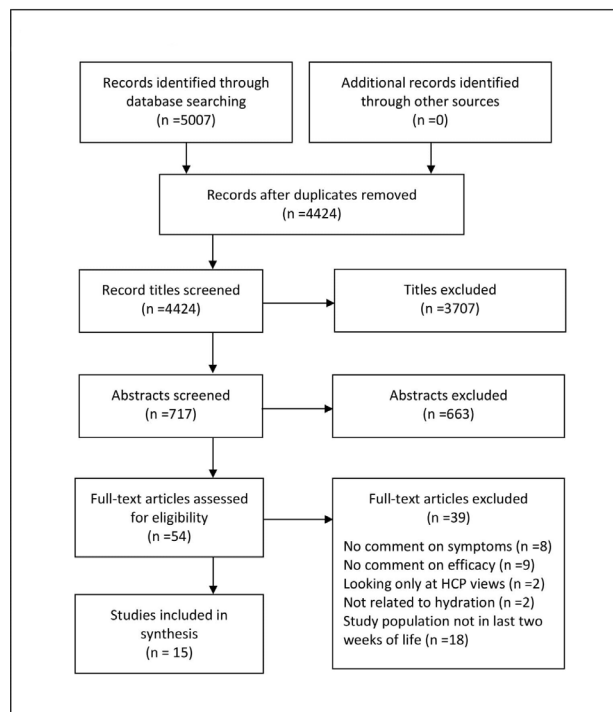 Records identified through
database searching
(n =5007)
Additional records identified
through other sources
(n =0)
Records after duplicates removed
(n =4424)
Record titles screened
(n =4424)
Titles excluded
(n =3707)
Abstracts screened
(n =717)
Abstracts excluded
(n =663)
Full-text articles assessed
for eligibility
(n =54)
Full-text articles excluded
(n =39)
No comment on symptoms (n =8)
No comment on efficacy (n =9)
Looking only at HCP views (n =2)
Not related to hydration (n =2)
Study population not in last two
weeks of life (n =18)
Studies included in
synthesis
(n = 15)